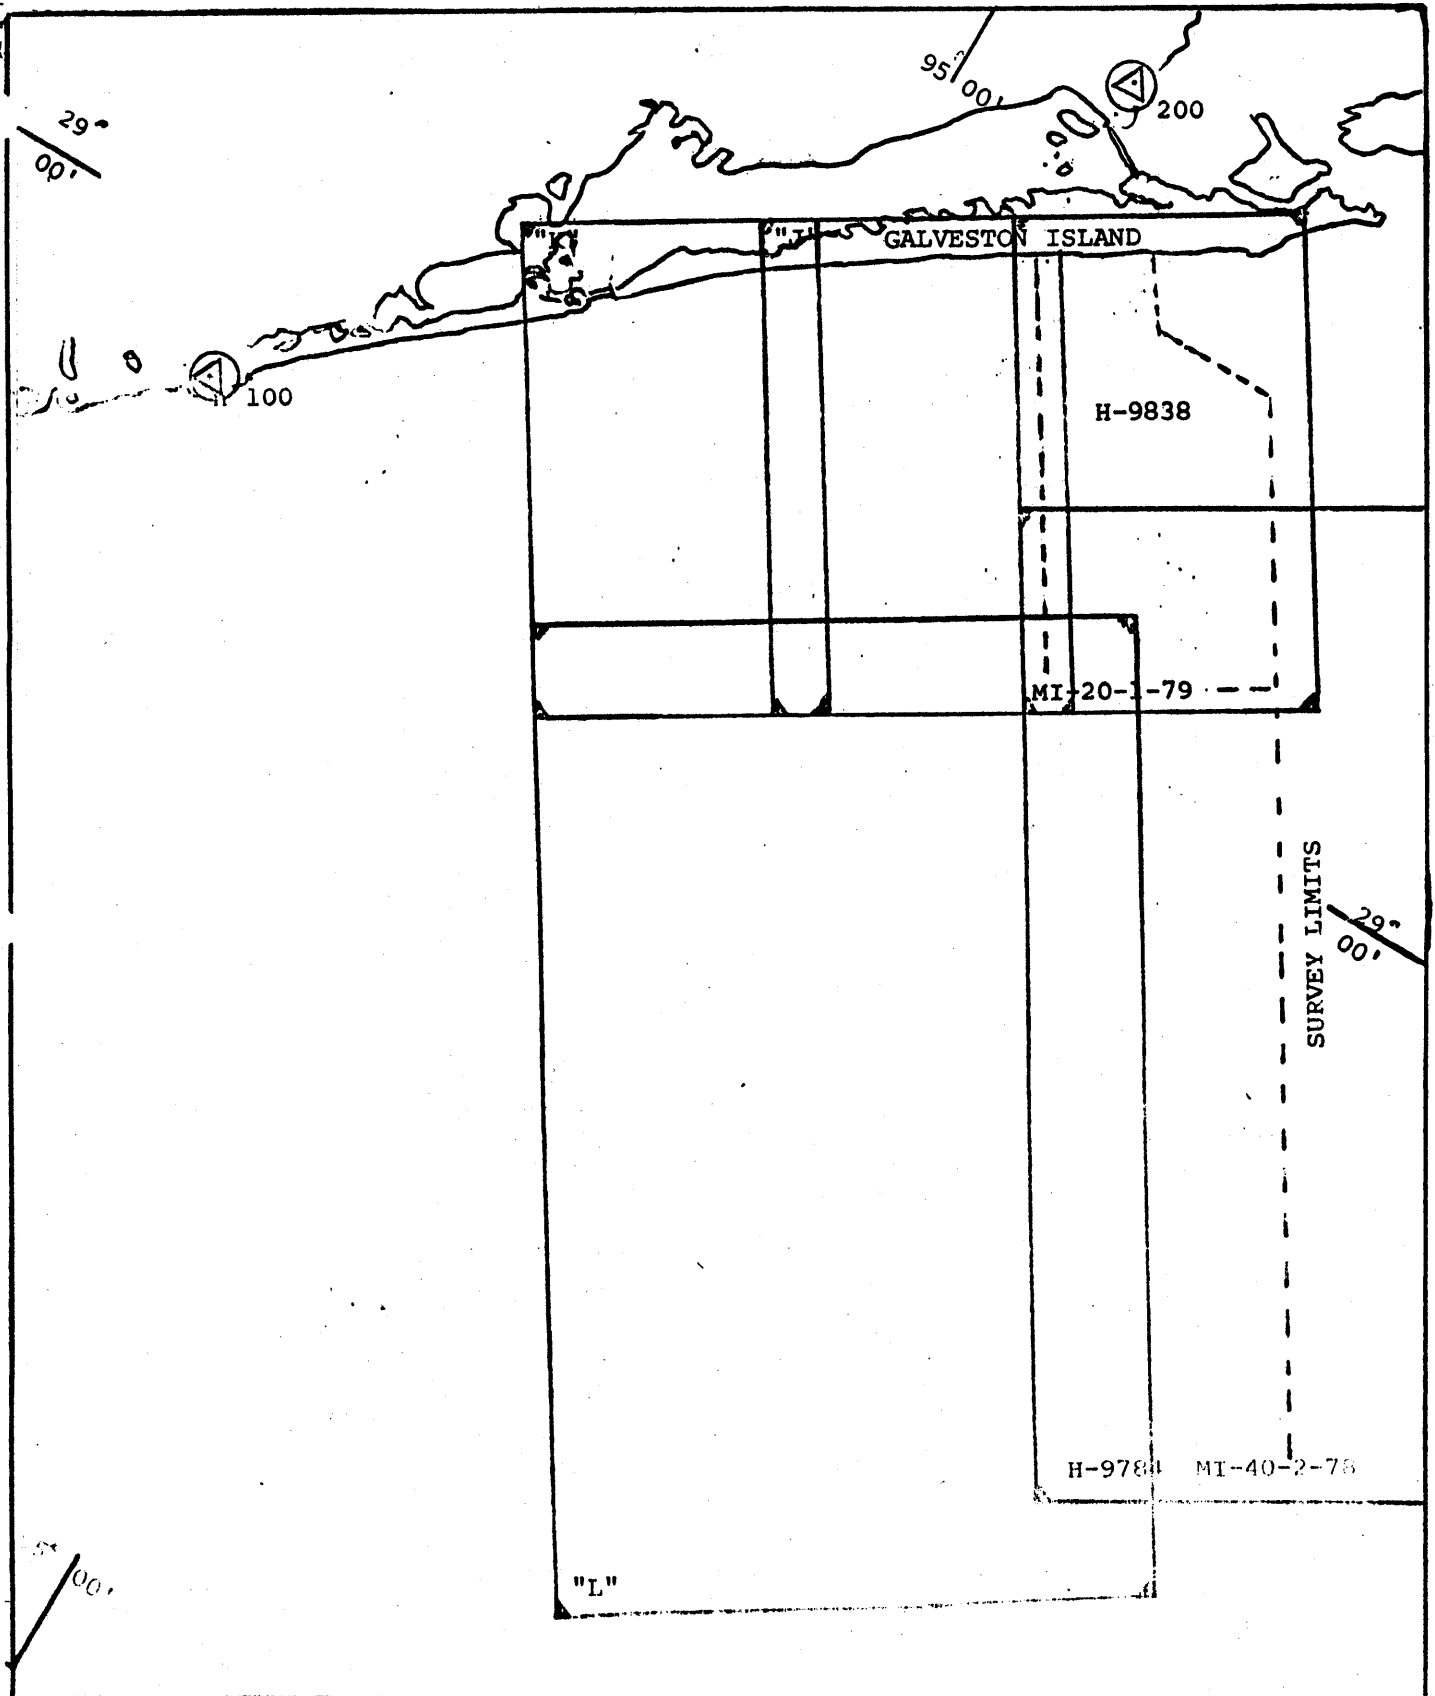 95° 00'
200
29°
00'
"J"
GALVESTON ISLAND
100
H-9838
MI-20-1-79
SURVEY LIMITS
29°
00'
H-9784 MI-40-2-78
"L"
00'